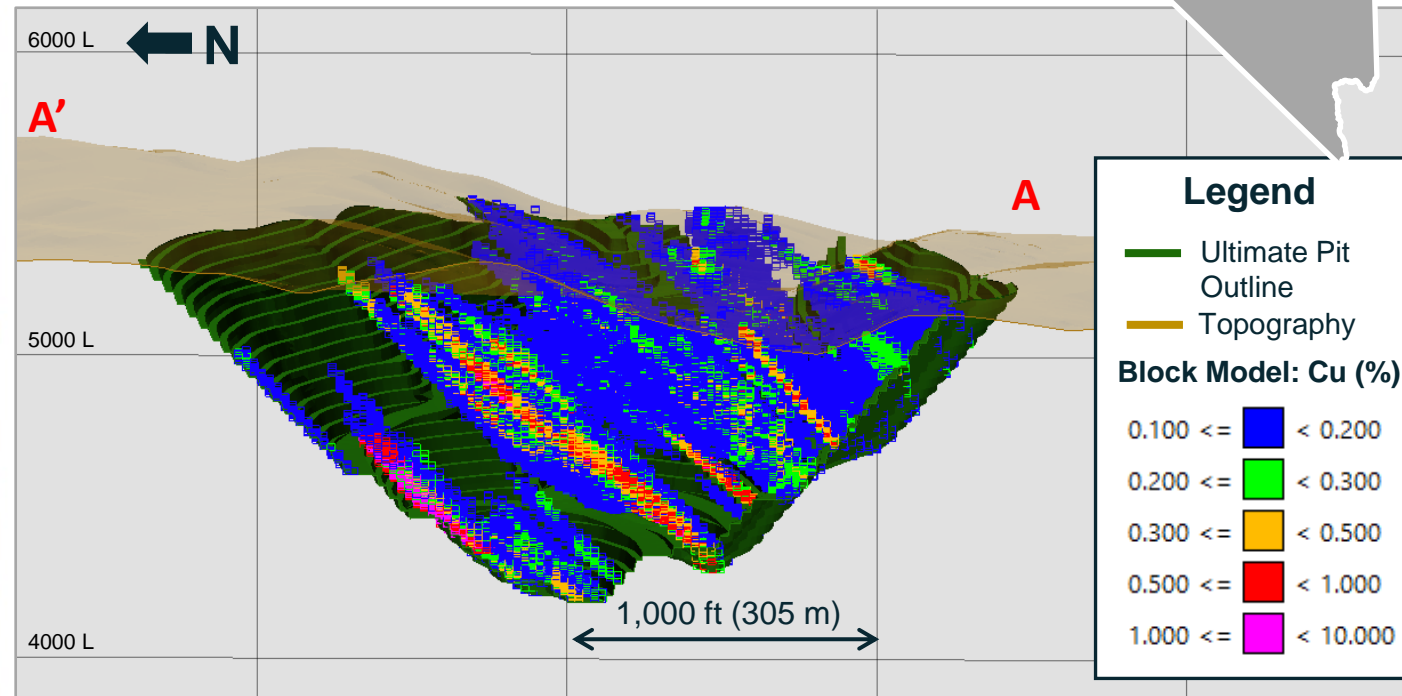 6000 L
N
A’
A
5000 L
4000 L
1,000 ft (305 m)
Legend
Ultimate Pit
Outline
Topography
Block Model: Cu (%)
0.100 <= < 0.200
0.200 <= < 0.300
0.300 <= < 0.500
0.500 <= < 1.000
1.000 <= < 10.000